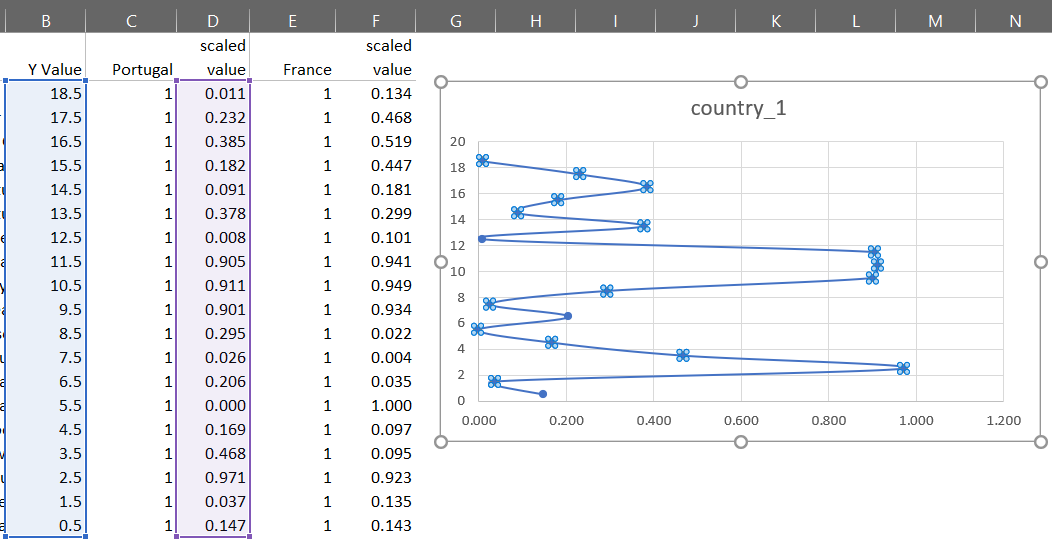 B C D E F G H I J K L M N
scaled scaled
Y Value Portugal value France value
18.5 1 0.011 1 0.134
17.5 1 0.232 1 0.468
16.5 1 0.385 1 0.519
15.5 1 0.182 1 0.447
14.5 1 0.091 1 0.181
13.5 1 0.378 1 0.299
12.5 1 0.008 1 0.101
11.5 1 0.905 1 0.941
10.5 1 0.911 1 0.949
9.5 1 0.901 1 0.934
8.5 1 0.295 1 0.022
7.5 1 0.026 1 0.004
6.5 1 0.206 1 0.035
5.5 1 0.000 1 1.000
4.5 1 0.169 1 0.097
3.5 1 0.468 1 0.095
2.5 1 0.971 1 0.923
1.5 1 0.037 1 0.135
0.5 1 0.147 1 0.143
country_1
20
18
16
14
12
10
8
6
4
2
0
0.000 0.200 0.400 0.600 0.800 1.000 1.200